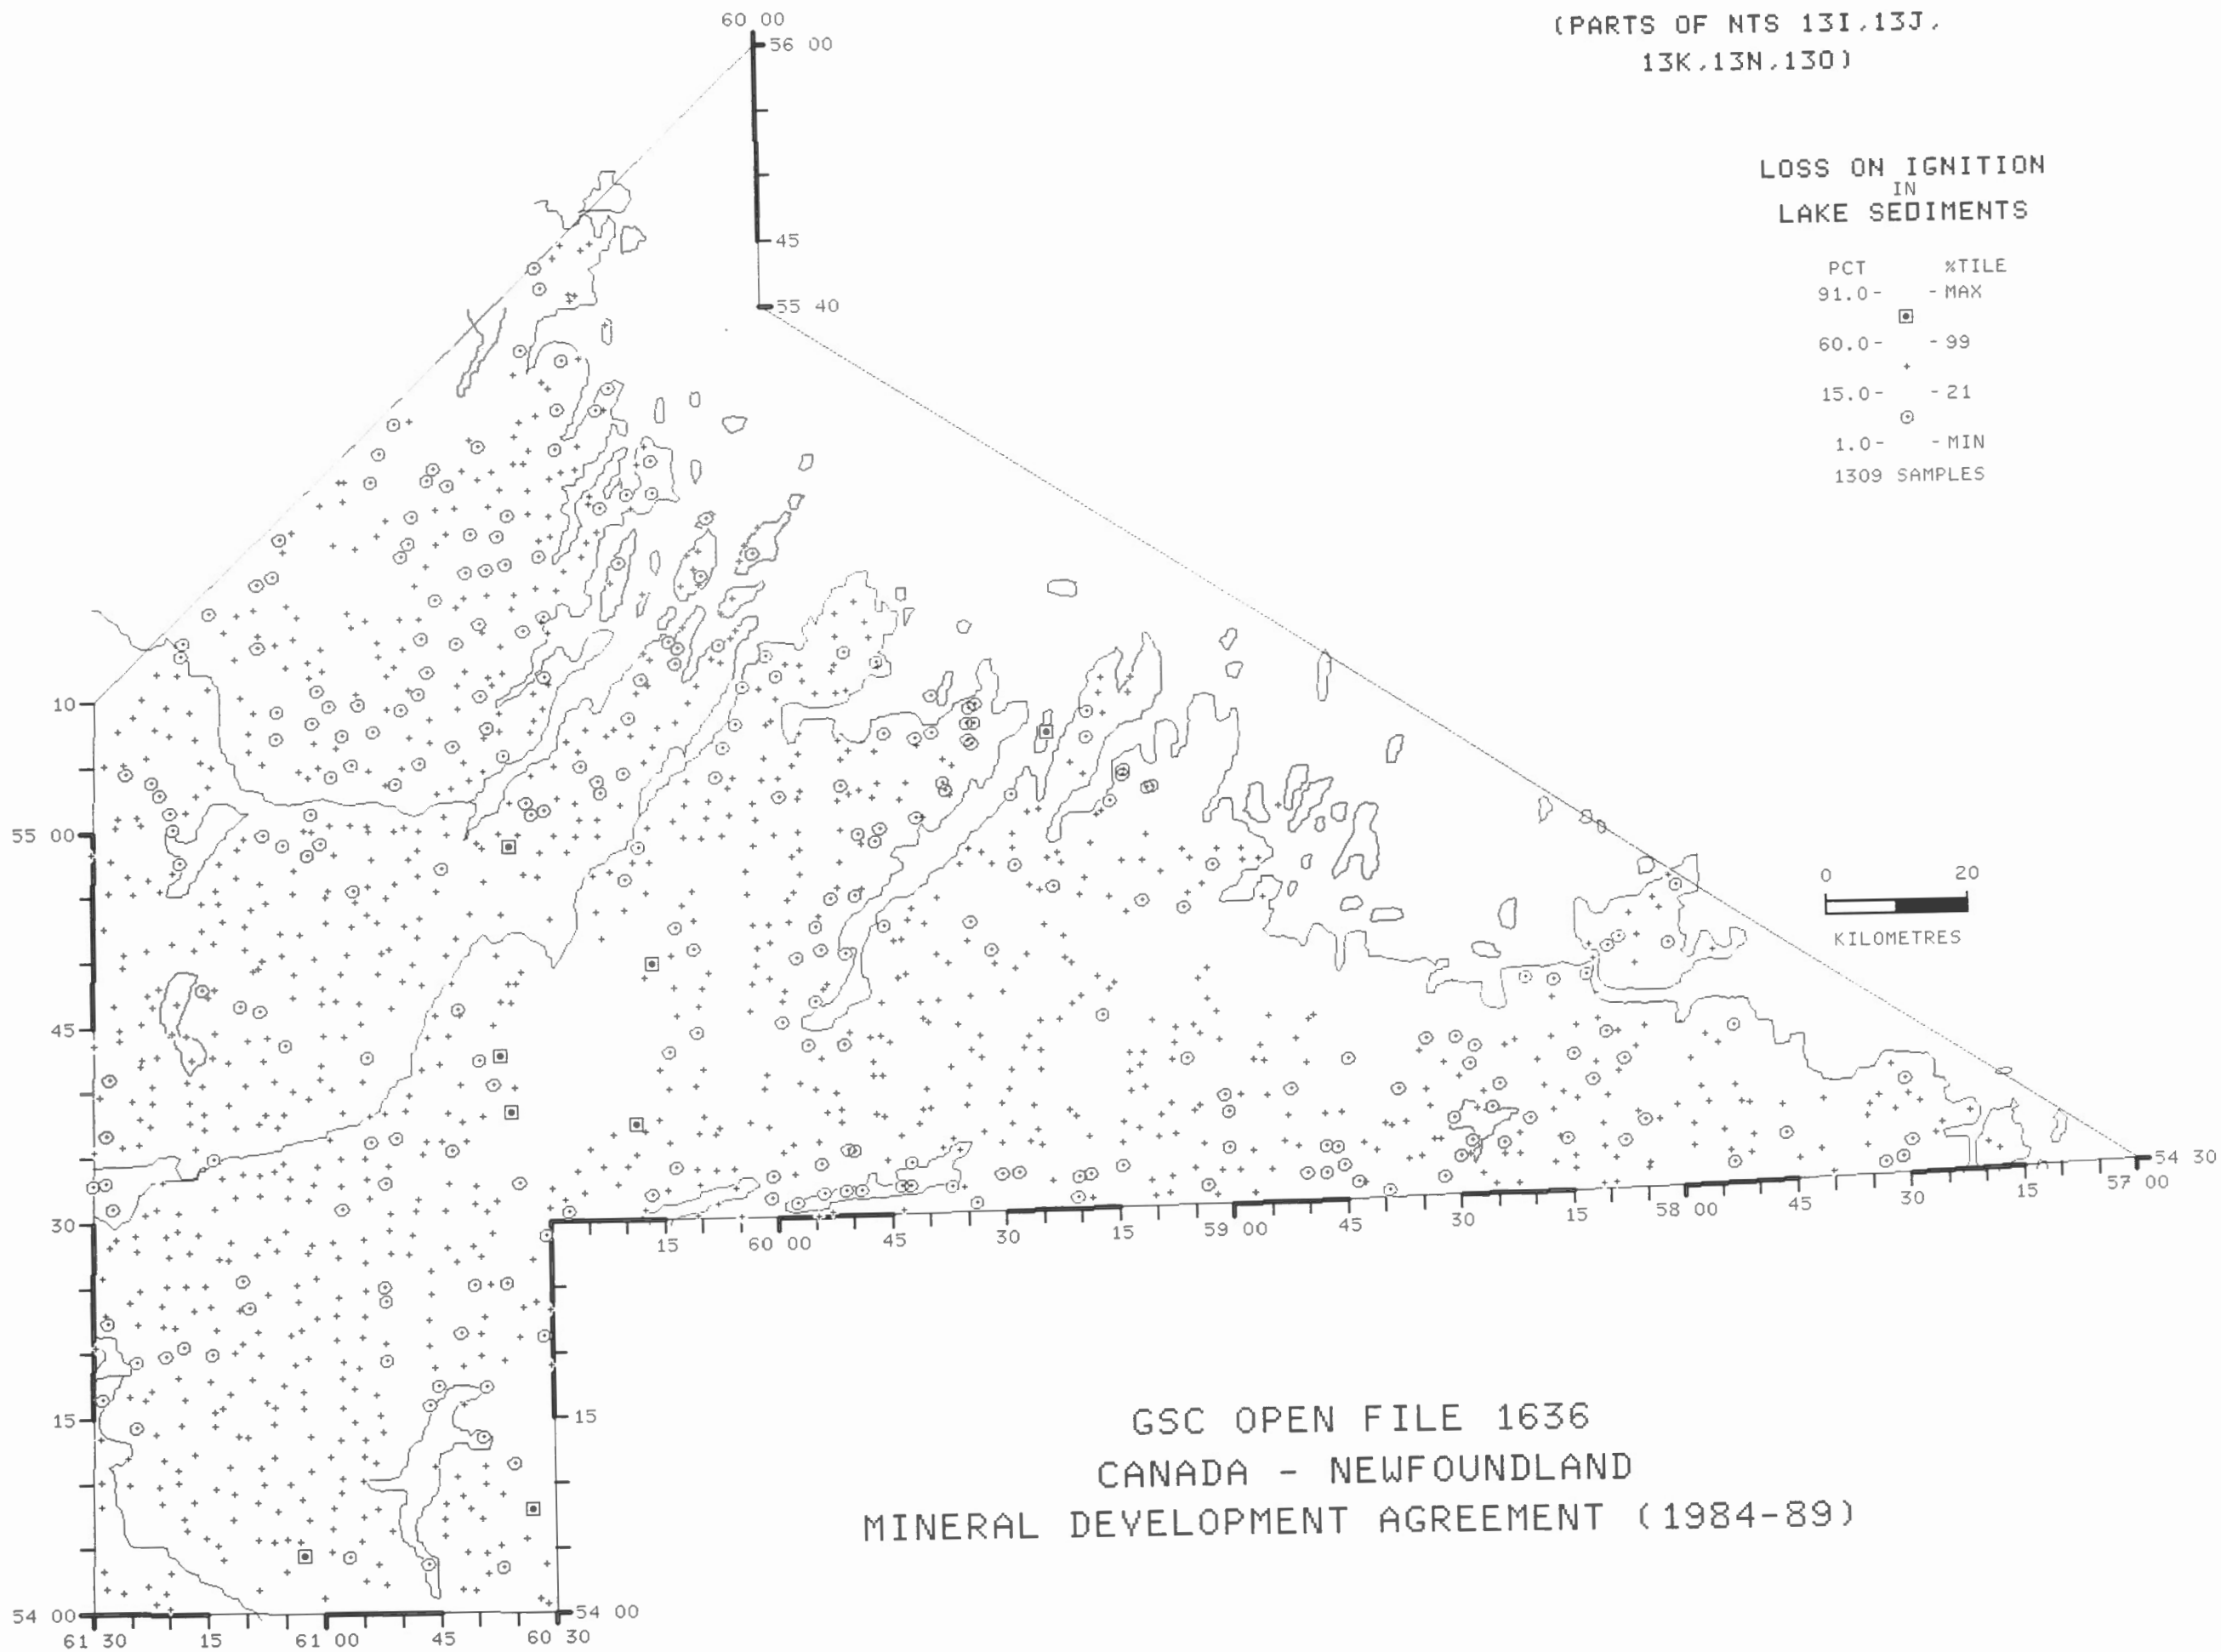 60 00
56 00
(PARTS OF NTS 13I,13J,
13K,13N,13O)
LOSS ON IGNITION
IN
LAKE SEDIMENTS
PCT %TILE
91.0- -MAX
60.0- -99
15.0- -21
1.0- -MIN
1309 SAMPLES
45
55 40
10
55 00
45
30
15
54 00
0 20
KILOMETRES
54 30
15 60 00 45 30 15 59 00 45 30 15 58 00 45 30 15 57 00
15
54 00
61 30 15 61 00 45 60 30
GSC OPEN FILE 1636
CANADA - NEWFOUNDLAND
MINERAL DEVELOPMENT AGREEMENT (1984-89)